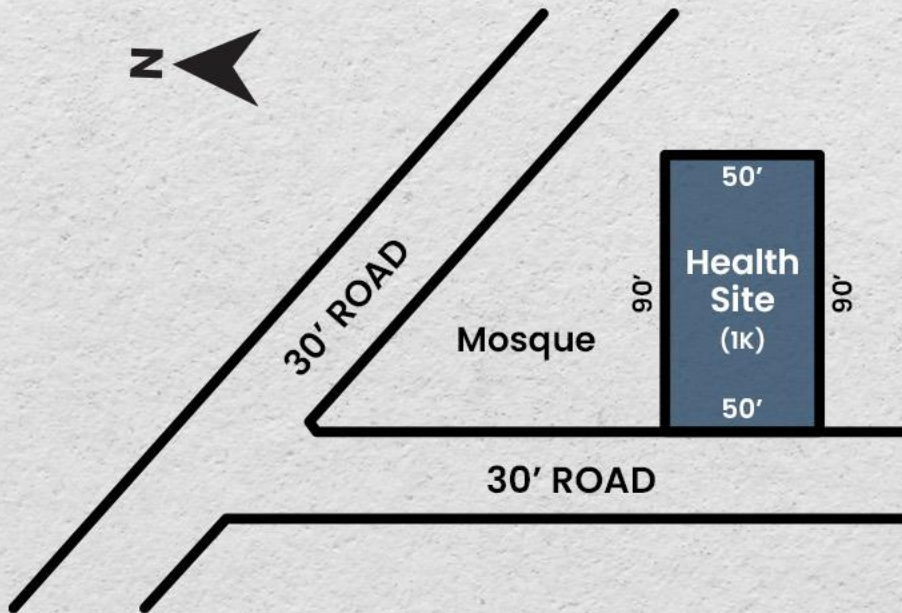 N
50′
Health
Site
(1K)
90′
90′
50′
Mosque
30′ ROAD
30′ ROAD